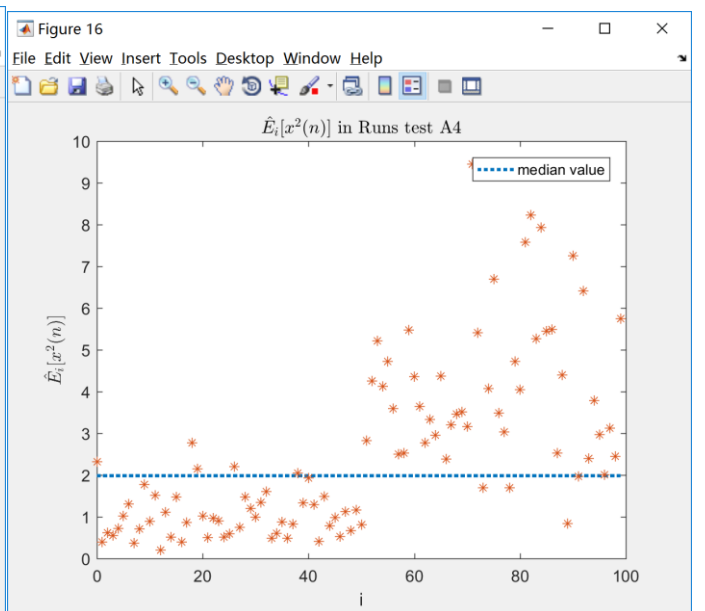 Figure 16
File Edit View Insert Tools Desktop Window Help
Ê_i[x²(n)] in Runs test A4
median value
10
9
8
7
6
5
4
3
2
1
0
Ê_i[x²(n)]
0 20 40 60 80 100
i